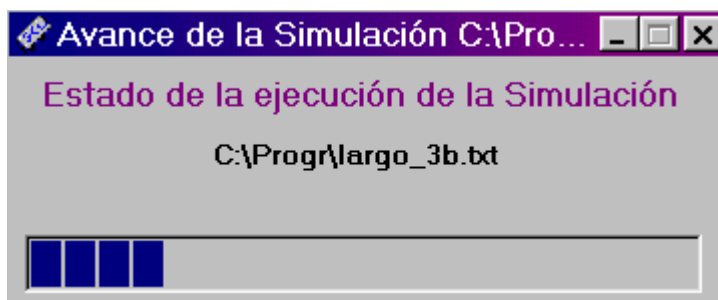 Avance de la Simulación C:\Pro...
Estado de la ejecución de la Simulación
C:\Progr\largo_3b.txt